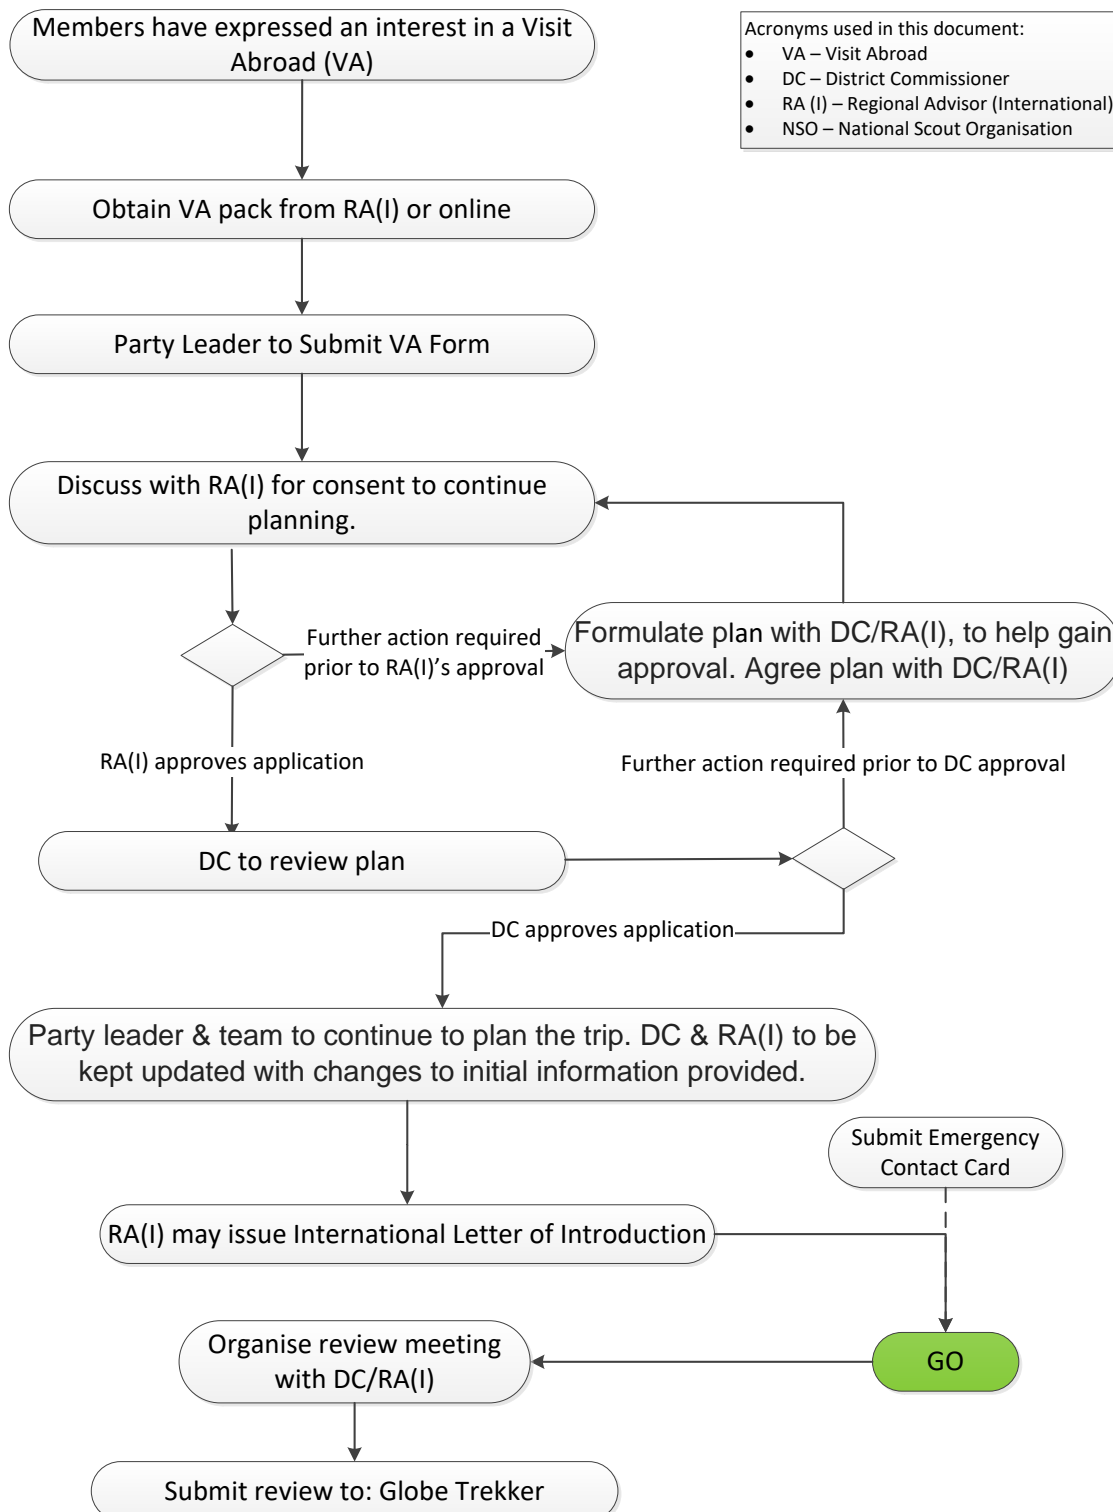 Members have expressed an interest in a Visit
Abroad (VA)
Acronyms used in this document:
• VA – Visit Abroad
• DC – District Commissioner
• RA (I) – Regional Advisor (International)
• NSO – National Scout Organisation
Obtain VA pack from RA(I) or online
Party Leader to Submit VA Form
Discuss with RA(I) for consent to continue
planning.
Further action required
prior to RA(I)’s approval
Formulate plan with DC/RA(I), to help gain
approval. Agree plan with DC/RA(I)
RA(I) approves application
Further action required prior to DC approval
DC to review plan
DC approves application
Party leader & team to continue to plan the trip. DC & RA(I) to be
kept updated with changes to initial information provided.
Submit Emergency
Contact Card
RA(I) may issue International Letter of Introduction
Organise review meeting
with DC/RA(I)
GO
Submit review to: Globe Trekker